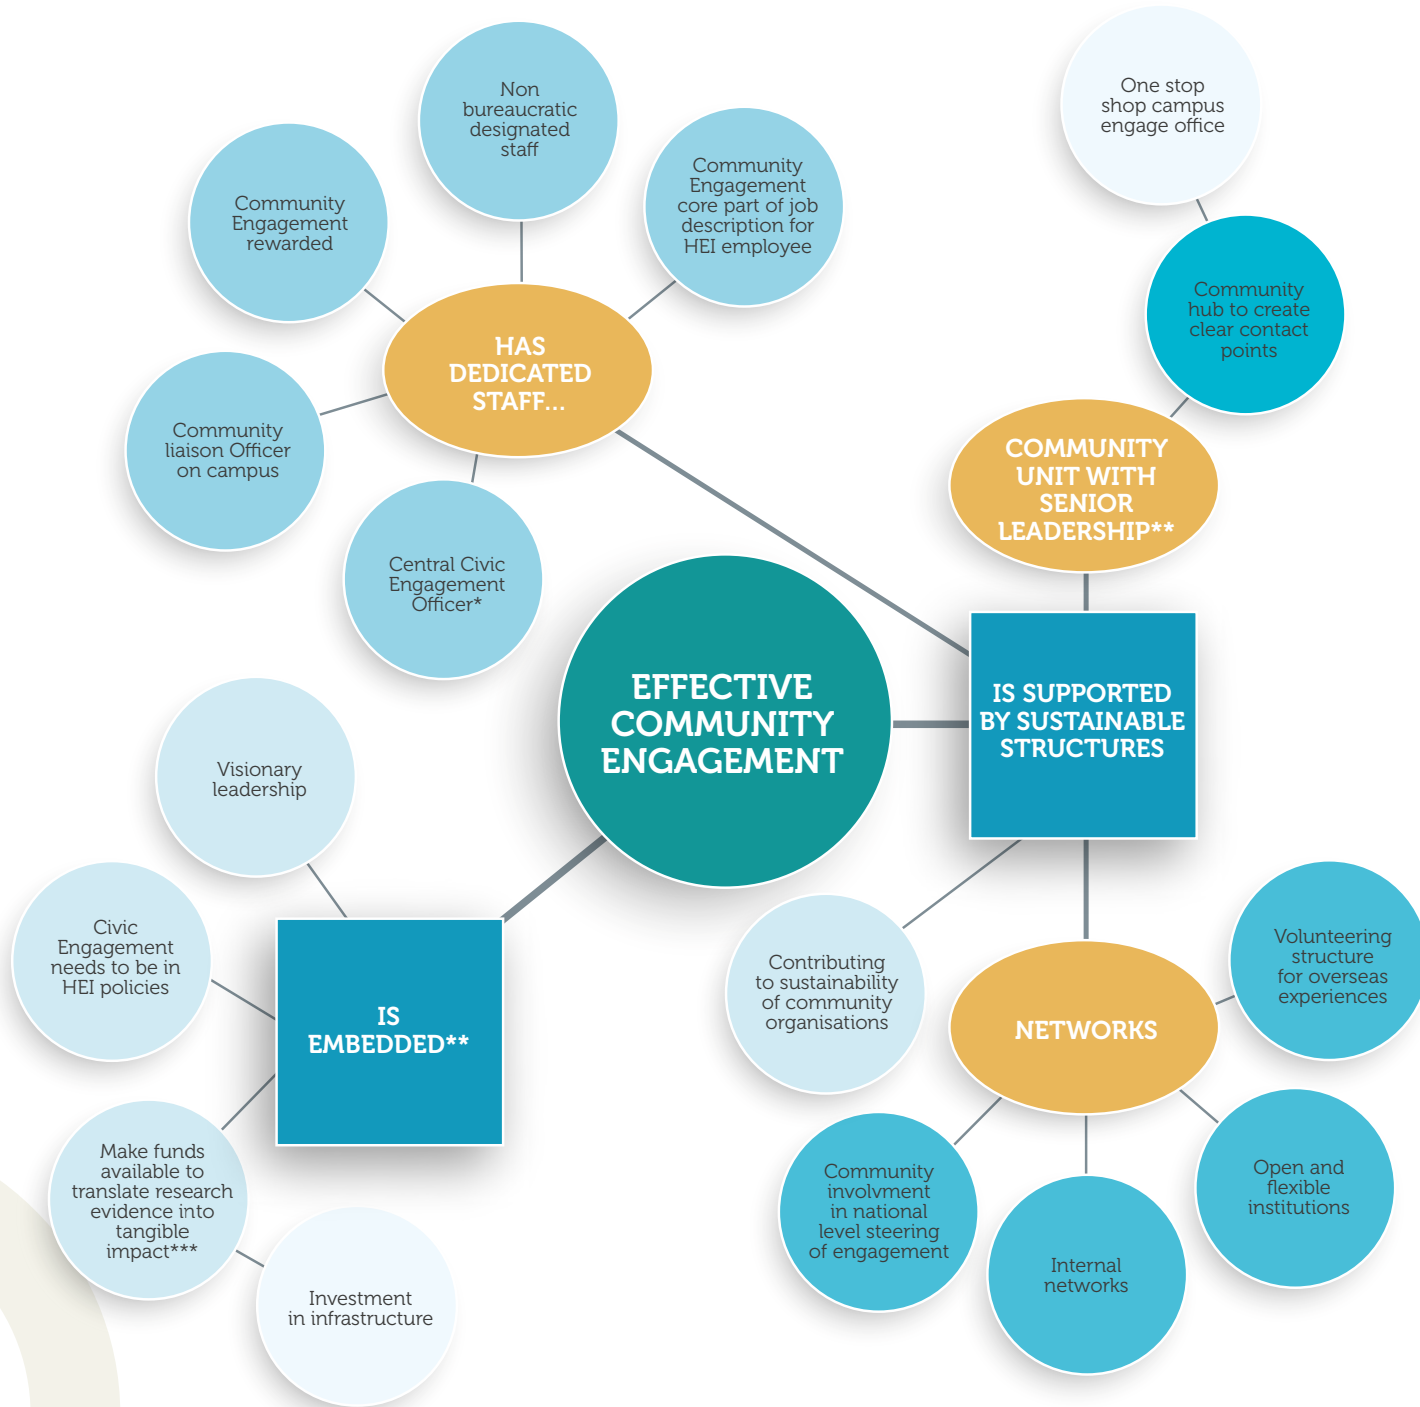 One stop
shop campus
engage office
Non
bureaucratic
designated
staff
Community
Engagement
core part of job
description for
HEI employee
Community
Engagement
rewarded
Community
hub to create
clear contact
points
HAS
DEDICATED
STAFF...
Community
liaison Officer
on campus
COMMUNITY
UNIT WITH
SENIOR
LEADERSHIP**
Central Civic
Engagement
Officer*
EFFECTIVE
COMMUNITY
ENGAGEMENT
IS SUPPORTED
BY SUSTAINABLE
STRUCTURES
Visionary
leadership
Civic
Engagement
needs to be in
HEI policies
IS
EMBEDDED**
Contributing
to sustainability
of community
organisations
NETWORKS
Volunteering
structure
for overseas
experiences
Make funds
available to
translate research
evidence into
tangible
impact***
Community
involvment
in national
level steering
of engagement
Open and
flexible
institutions
Internal
networks
Investment
in infrastructure